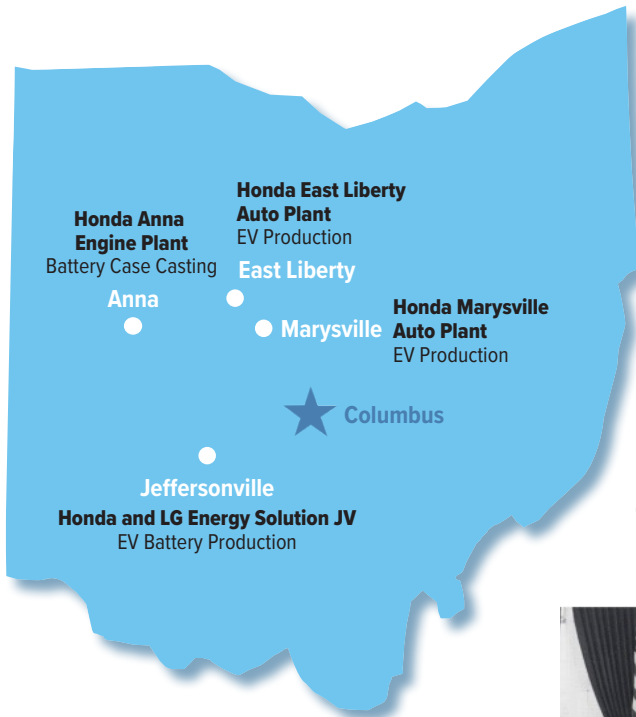 Honda East Liberty
Auto Plant
EV Production
East Liberty
Honda Anna
Engine Plant
Battery Case Casting
Anna
Marysville
Honda Marysville
Auto Plant
EV Production
Columbus
Jeffersonville
Honda and LG Energy Solution JV
EV Battery Production